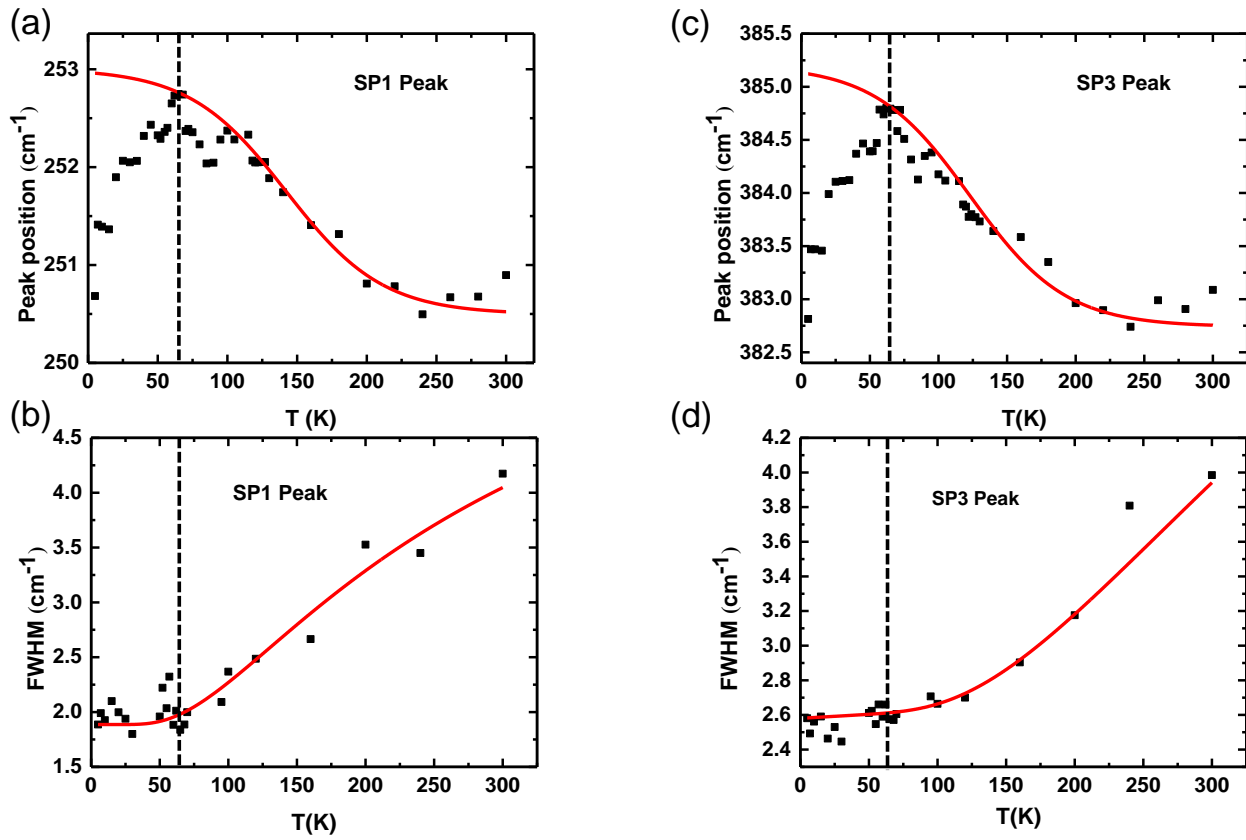 (a)
Peak position (cm⁻¹)
253
252
251
250
SP1 Peak
0 50 100 150 200 250 300
T (K)
(c)
Peak position (cm⁻¹)
385.5
385.0
384.5
384.0
383.5
383.0
382.5
SP3 Peak
0 50 100 150 200 250 300
T(K)
(b)
FWHM (cm⁻¹)
4.5
4.0
3.5
3.0
2.5
2.0
1.5
SP1 Peak
0 50 100 150 200 250 300
T(K)
(d)
FWHM (cm⁻¹)
4.2
4.0
3.8
3.6
3.4
3.2
3.0
2.8
2.6
2.4
SP3 Peak
0 50 100 150 200 250 300
T(K)